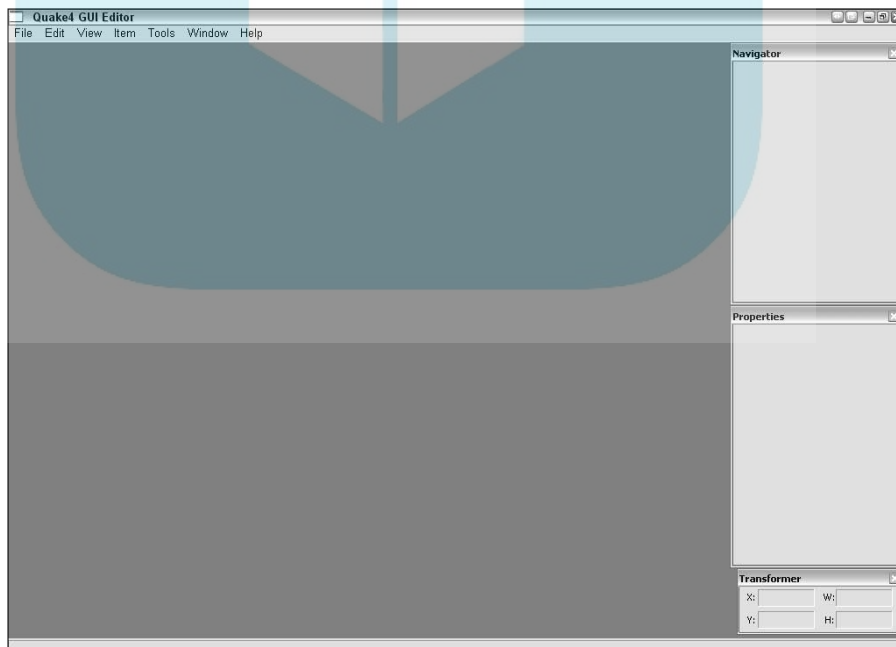 Quake4 GUI Editor
File Edit View Item Tools Window Help
Navigator
Properties
Transformer
X: W:
Y: H: